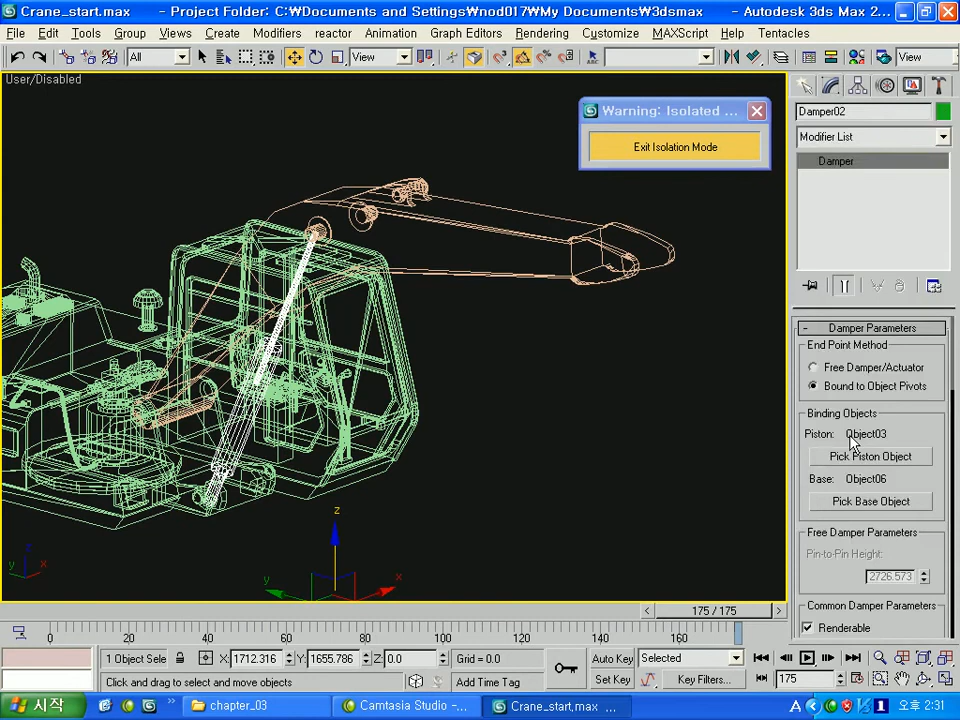 Crane_start.max - Project Folder: C:₩Documents and Settings₩nod017₩My Documents₩3dsmax - Autodesk 3ds Max 2...
File Edit Tools Group Views Create Modifiers reactor Animation Graph Editors Rendering Customize MAXScript Help Tentacles
All View View
User/Disabled
Warning: Isolated ...
Exit Isolation Mode
Damper02
Modifier List
Damper
- Damper Parameters
End Point Method
Free Damper/Actuator
Bound to Object Pivots
Binding Objects
Piston: Object03
Pick Piston Object
Base: Object06
Pick Base Object
Free Damper Parameters
Pin-to-Pin Height:
2726.573
Common Damper Parameters
Renderable
z
y x
z
y x
< 175 / 175 >
0 20 40 60 80 100 120 140 160
1 Object Sele X: 1712.316 Y: 1655.786 Z: 0.0 Grid = 0.0 Auto Key Selected
Click and drag to select and move objects Add Time Tag Set Key Key Filters... 175
시작 chapter_03 Camtasia Studio - ... Crane_start.max ... A 오후 2:31